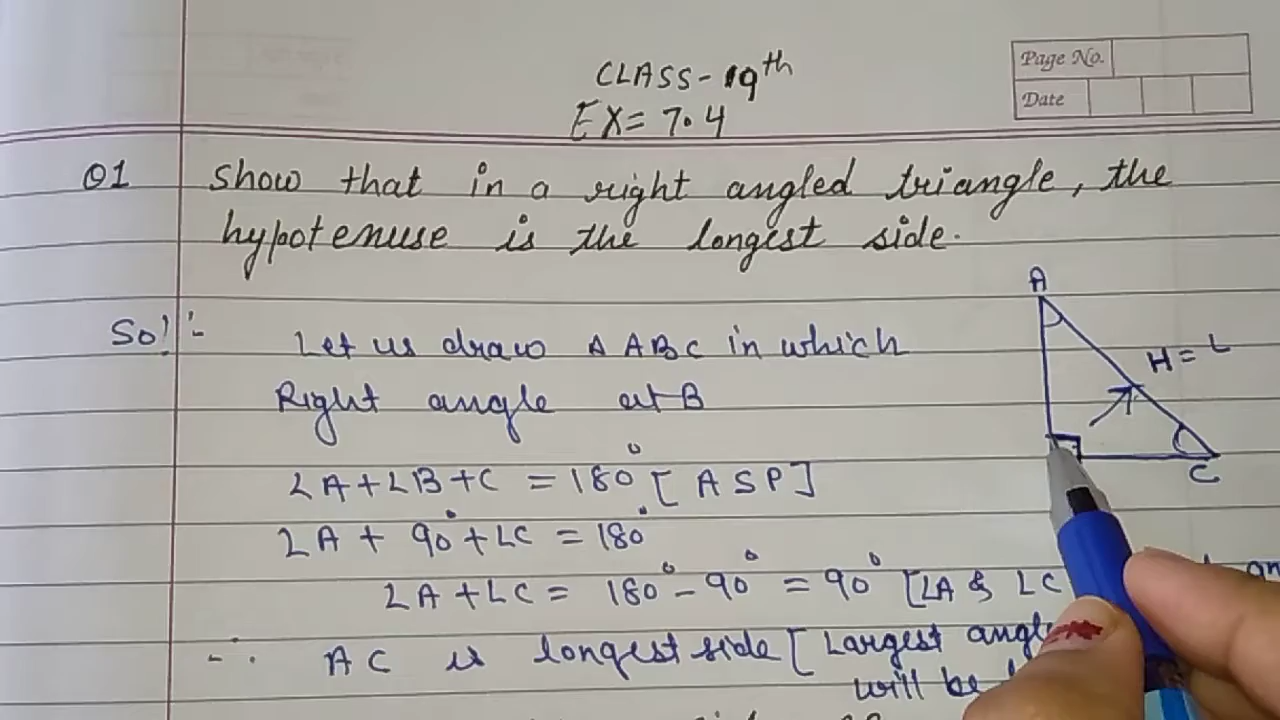 CLASS - 9th
EX = 7.4
Page No.
Date
Q1 Show that in a right angled triangle, the
hypotenuse is the longest side.
Sol:- Let us draw Δ ABC in which
Right angle at B
∠A+∠B+C = 180° [ASP]
∠A + 90° + ∠C = 180°
∠A + ∠C = 180° - 90° = 90° [∠A & ∠C
∴ AC is longest side [Largest
will be
A
H = L
C